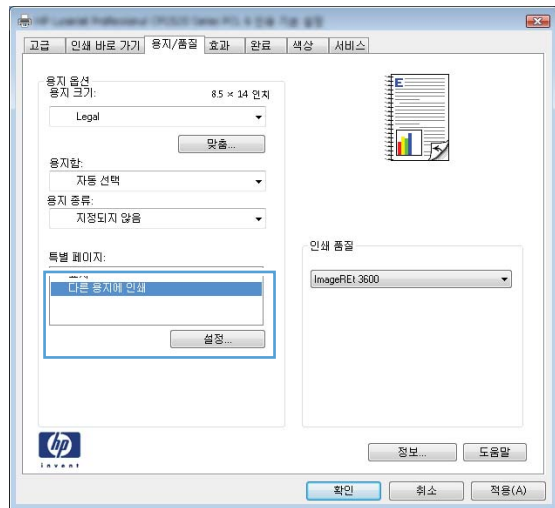 고급 인쇄 바로 가기 용지/품질 효과 완료 색상 서비스
용지 옵션
용지 크기: 8.5 × 14 인치
Legal
맞춤...
용지함:
자동 선택
용지 종류:
지정되지 않음
특별 페이지:
다른 용지에 인쇄
설정...
E
인쇄 품질
ImageREt 3600
hp
invent
정보... 도움말
확인 취소 적용(A)